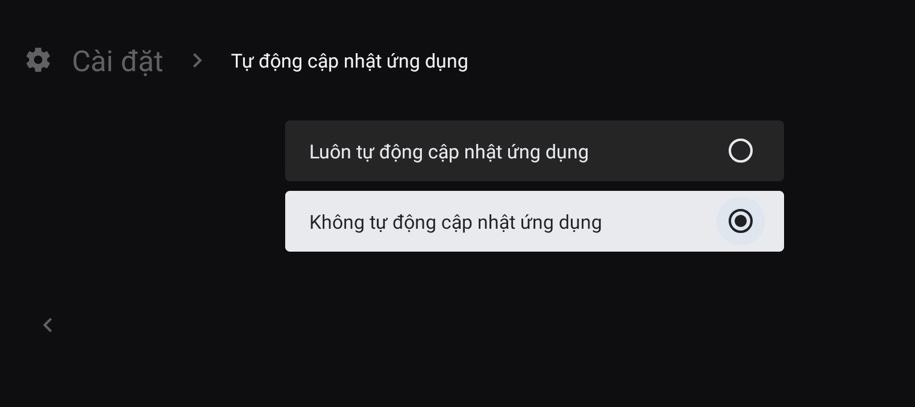 Cài đặt > Tự động cập nhật ứng dụng
Luôn tự động cập nhật ứng dụng
Không tự động cập nhật ứng dụng